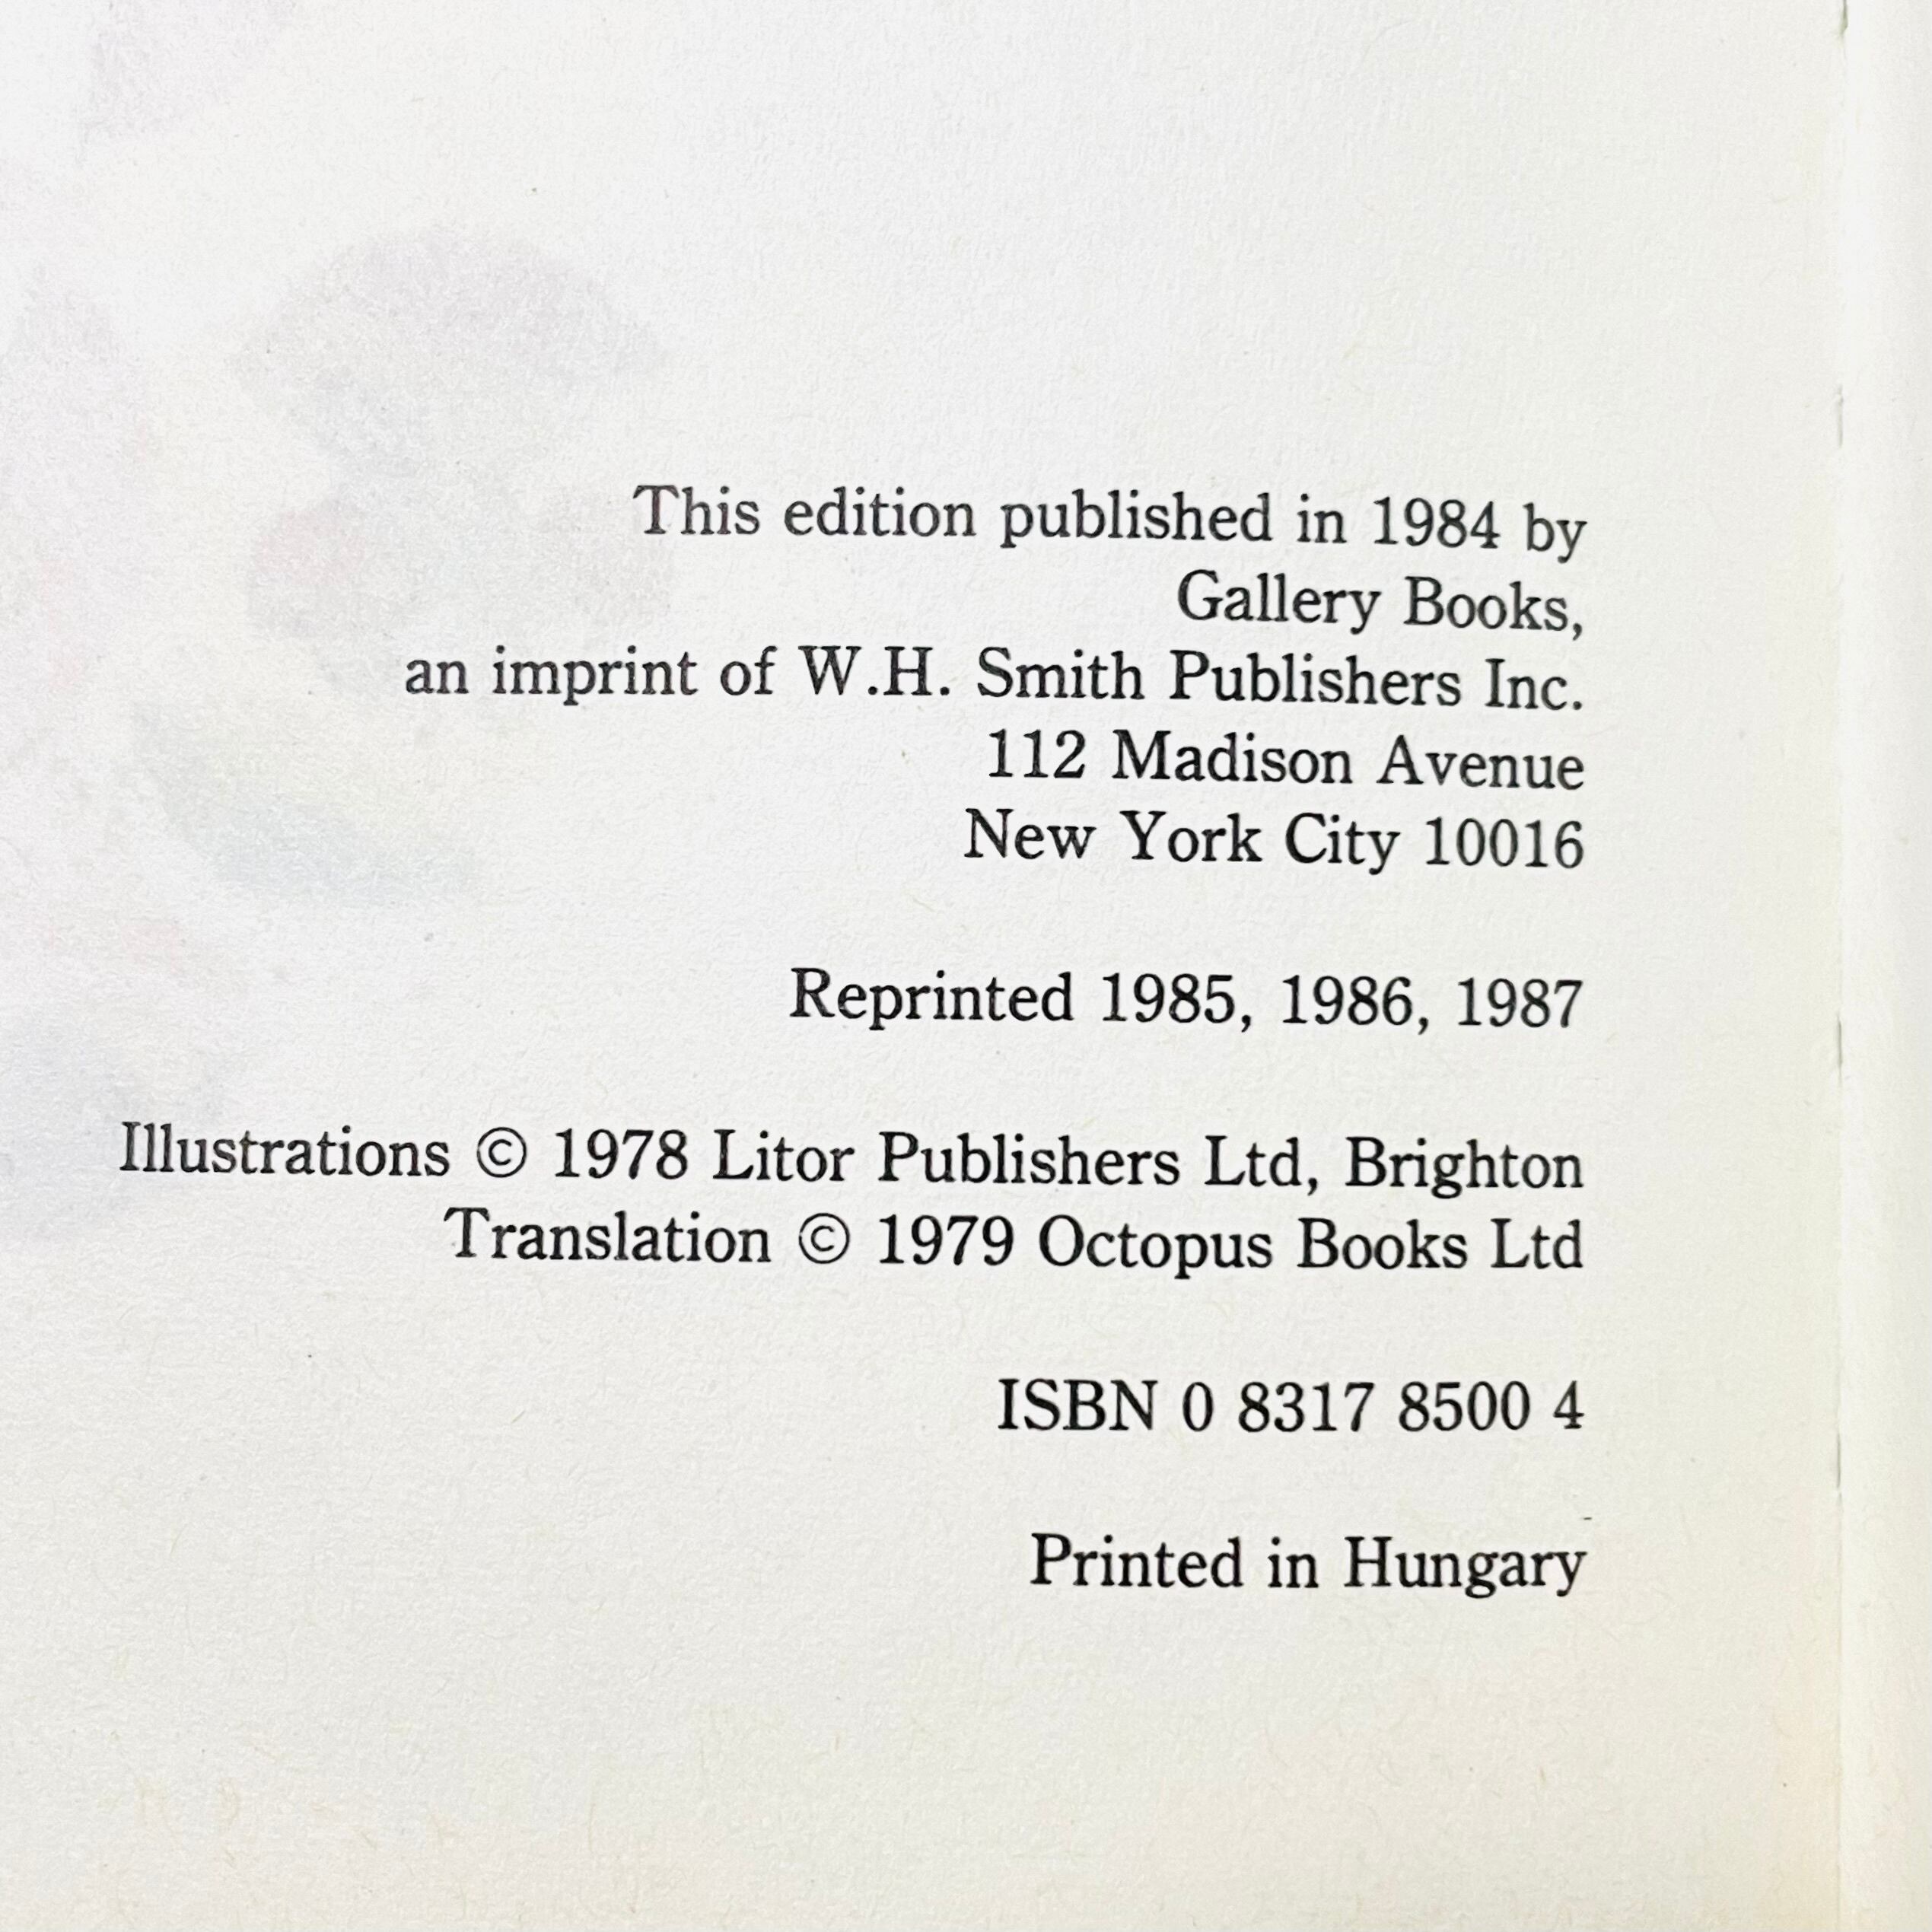 This edition published in 1984 by
Gallery Books,
an imprint of W.H. Smith Publishers Inc.
112 Madison Avenue
New York City 10016
Reprinted 1985, 1986, 1987
Illustrations © 1978 Litor Publishers Ltd, Brighton
Translation © 1979 Octopus Books Ltd
ISBN 0 8317 8500 4
Printed in Hungary